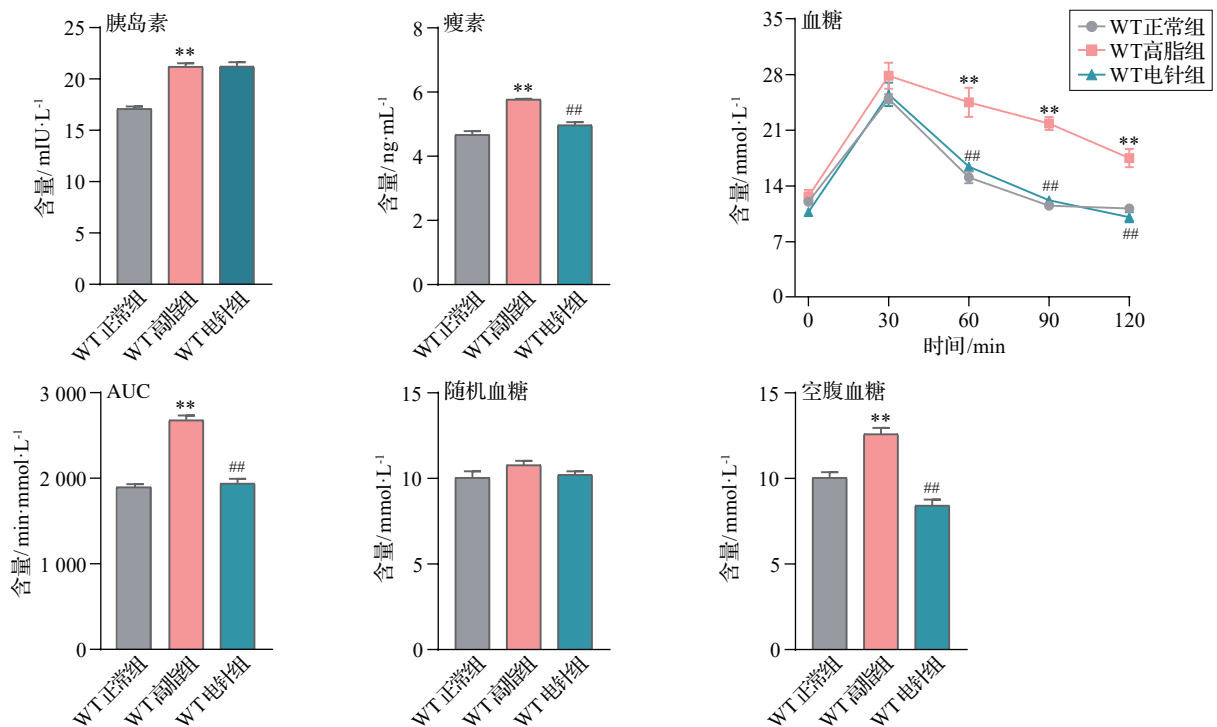 胰岛素
含量/mIU·L-1
25
20
15
10
5
0
**
WT正常组
WT高脂组
WT电针组
瘦素
含量/ng·mL-1
8
6
4
2
0
**
##
WT正常组
WT高脂组
WT电针组
血糖
含量/mmol·L-1
35
28
21
14
7
0
**
**
**
##
##
##
0 30 60 90 120
时间/min
WT正常组
WT高脂组
WT电针组
AUC
含量/min·mmol·L-1
3 000
2 000
1 000
0
**
##
WT正常组
WT高脂组
WT电针组
随机血糖
含量/mmol·L-1
15
10
5
0
WT正常组
WT高脂组
WT电针组
空腹血糖
含量/mmol·L-1
15
10
5
0
**
##
WT正常组
WT高脂组
WT电针组